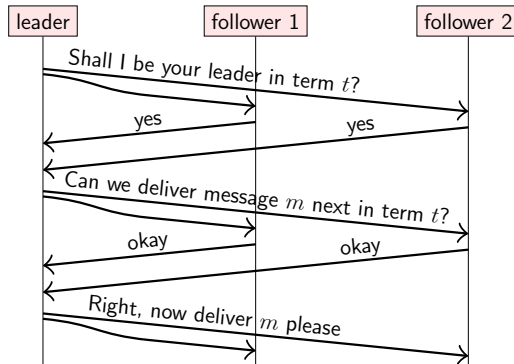 leader
follower 1
follower 2
Shall I be your leader in term t?
yes
yes
Can we deliver message m next in term t?
okay
okay
Right, now deliver m please